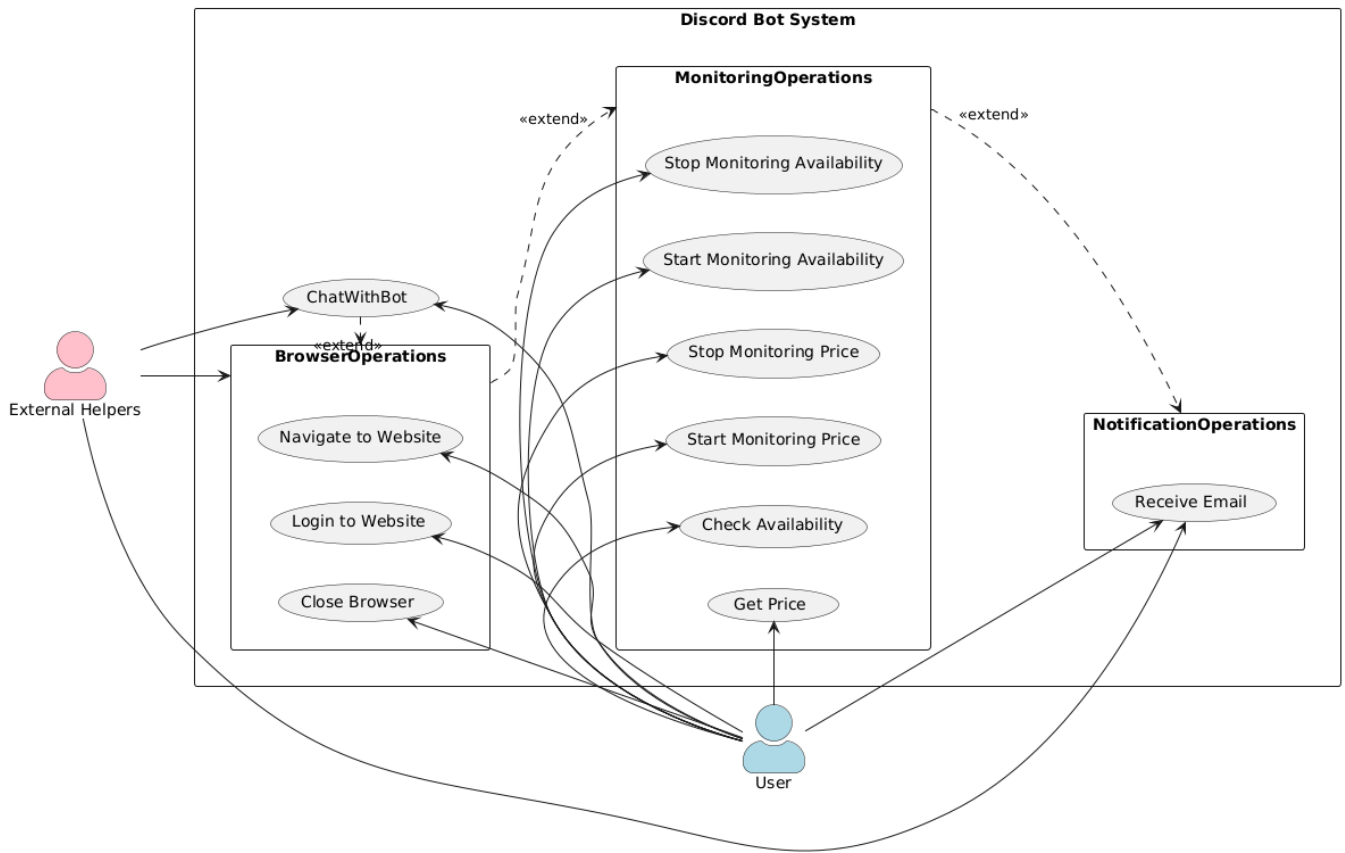 Discord Bot System
MonitoringOperations
«extend»
«extend»
Stop Monitoring Availability
Start Monitoring Availability
ChatWithBot
«extend»
BrowserOperations
Stop Monitoring Price
External Helpers
NotificationOperations
Navigate to Website
Start Monitoring Price
Receive Email
Login to Website
Check Availability
Close Browser
Get Price
User